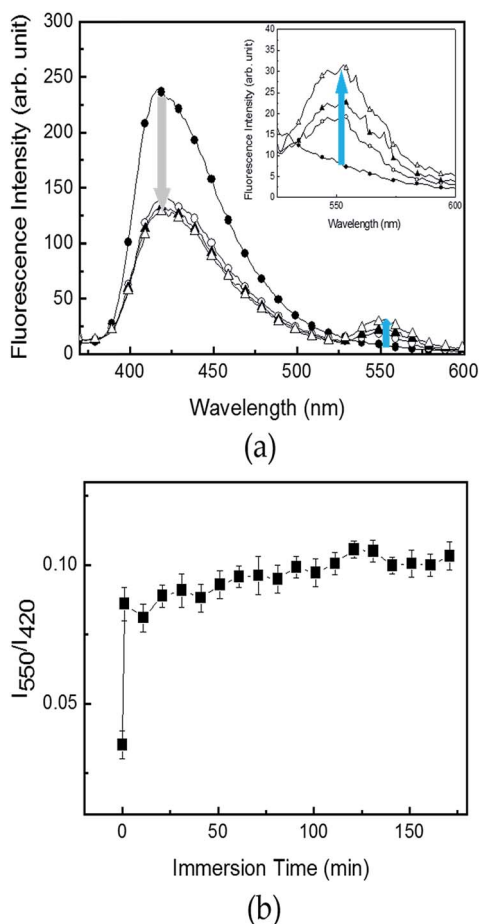 300
250
200
150
100
50
0
Fluorescence Intensity (arb. unit)
400 450 500 550 600
Wavelength (nm)
40
35
30
25
20
15
10
5
0
Fluorescence Intensity (arb. unit)
550 600
Wavelength (nm)
(a)
0.10
0.05
I550/I420
0 50 100 150
Immersion Time (min)
(b)